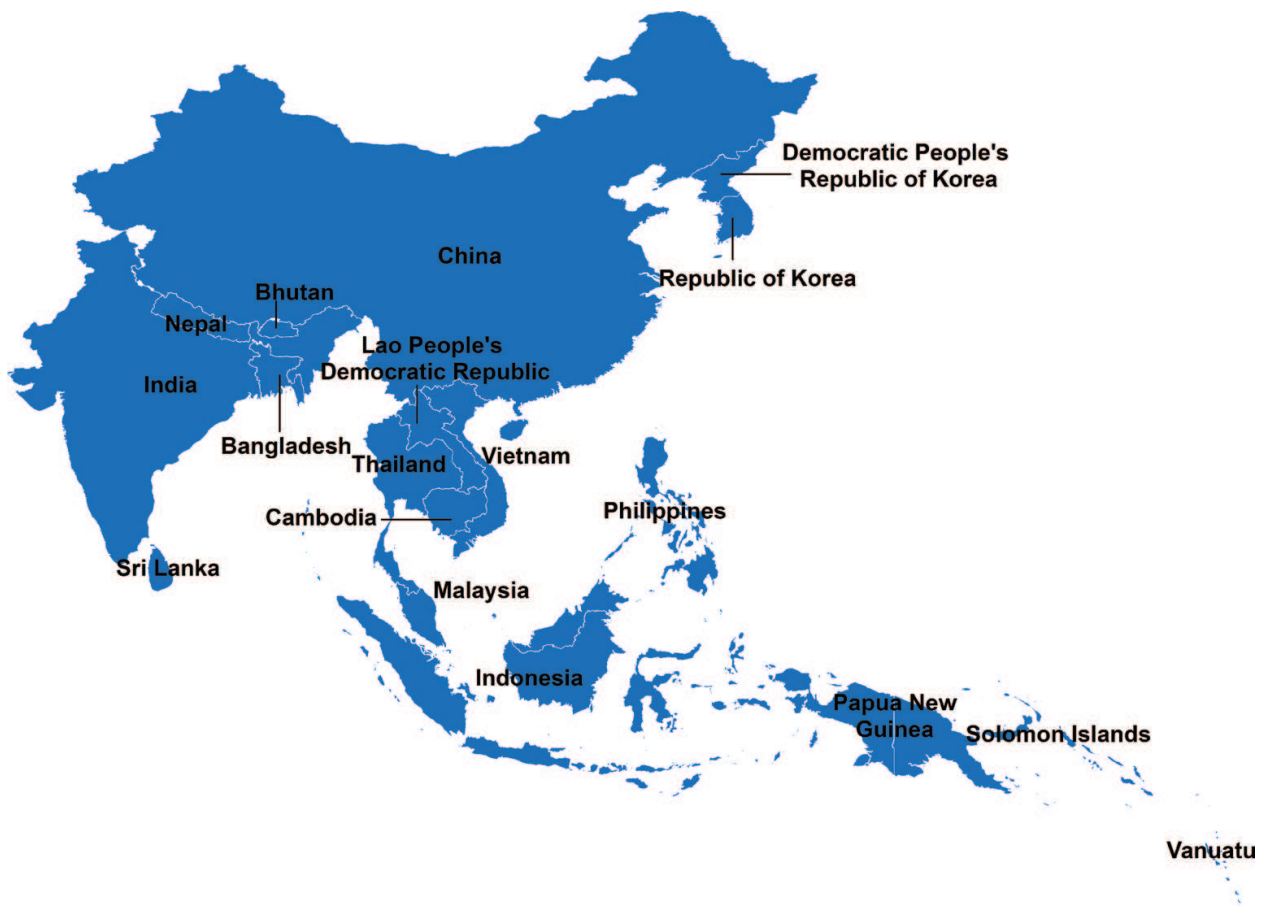 Democratic People's
Republic of Korea
China
Republic of Korea
Bhutan
Nepal
Lao People's
Democratic Republic
India
Bangladesh
Vietnam
Thailand
Philippines
Cambodia
Sri Lanka
Malaysia
Indonesia
Papua New
Guinea
Solomon Islands
Vanuatu